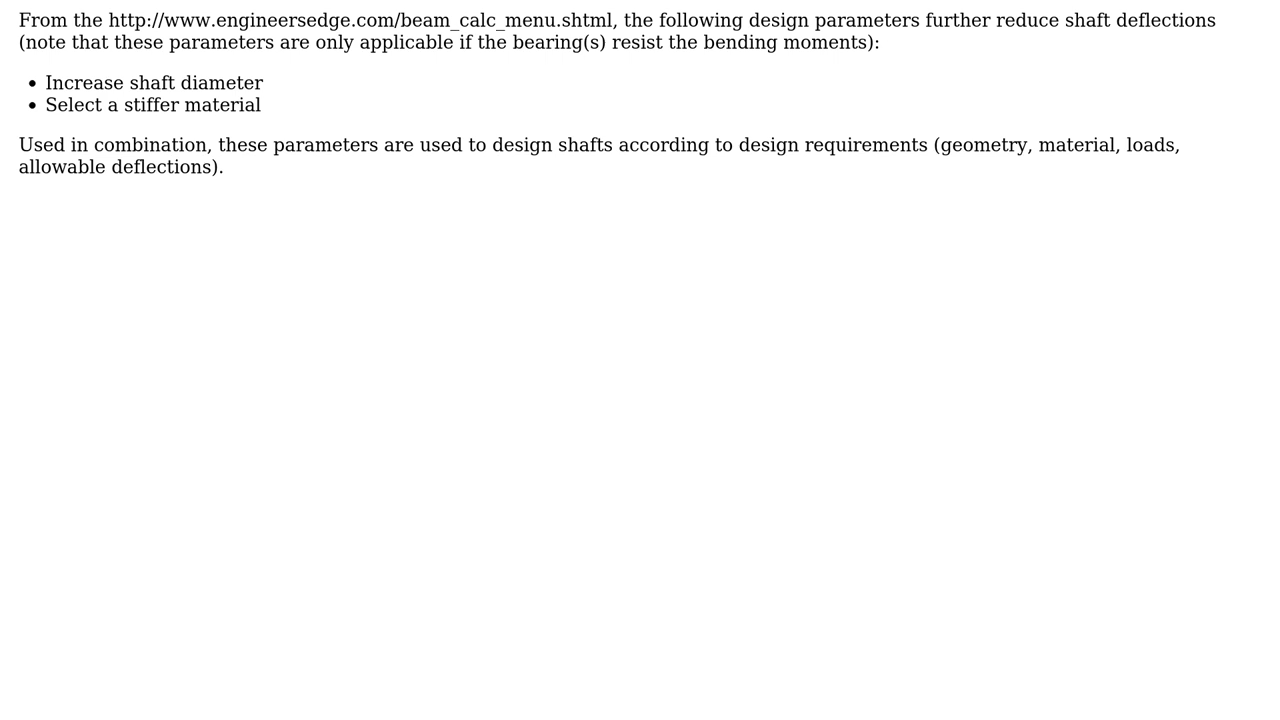 From the http://www.engineersedge.com/beam_calc_menu.shtml, the following design parameters further reduce shaft deflections
(note that these parameters are only applicable if the bearing(s) resist the bending moments):
• Increase shaft diameter
• Select a stiffer material
Used in combination, these parameters are used to design shafts according to design requirements (geometry, material, loads,
allowable deflections).